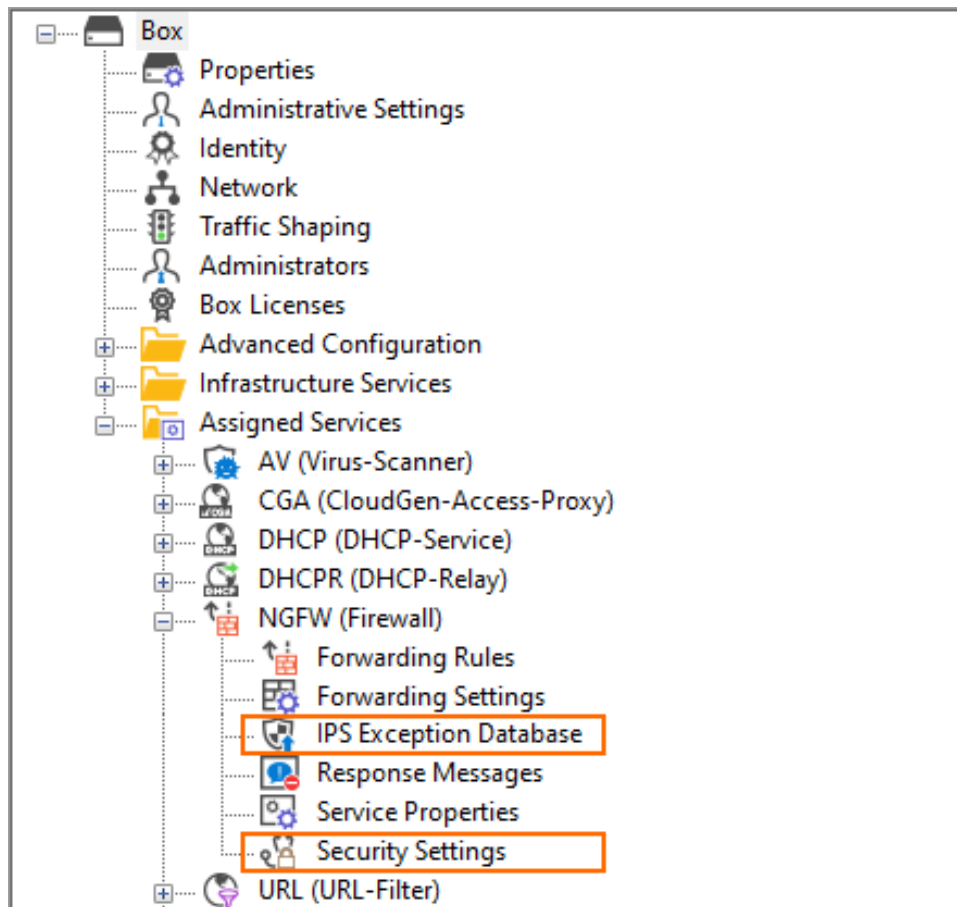 Box
Properties
Administrative Settings
Identity
Network
Traffic Shaping
Administrators
Box Licenses
Advanced Configuration
Infrastructure Services
Assigned Services
AV (Virus-Scanner)
CGA (CloudGen-Access-Proxy)
DHCP (DHCP-Service)
DHCPR (DHCP-Relay)
NGFW (Firewall)
Forwarding Rules
Forwarding Settings
IPS Exception Database
Response Messages
Service Properties
Security Settings
URL (URL-Filter)